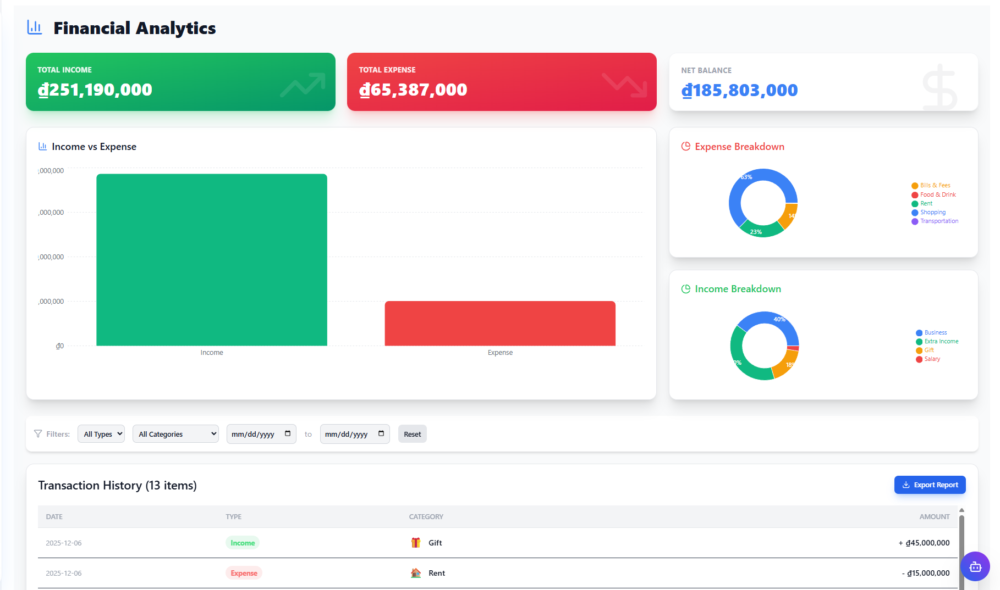 Financial Analytics
TOTAL INCOME
₫251,190,000
TOTAL EXPENSE
₫65,387,000
NET BALANCE
₫185,803,000
Income vs Expense
,000,000
,000,000
,000,000
,000,000
₫0
Income
Expense
Expense Breakdown
63%
14
23%
Bills & Fees
Food & Drink
Rent
Shopping
Transportation
Income Breakdown
40%
0%
18%
Business
Extra Income
Gift
Salary
Filters:
All Types
All Categories
mm/dd/yyyy
to
mm/dd/yyyy
Reset
Transaction History (13 items)
Export Report
DATE TYPE CATEGORY AMOUNT
2025-12-06 Income Gift + ₫45,000,000
2025-12-06 Expense Rent - ₫15,000,000